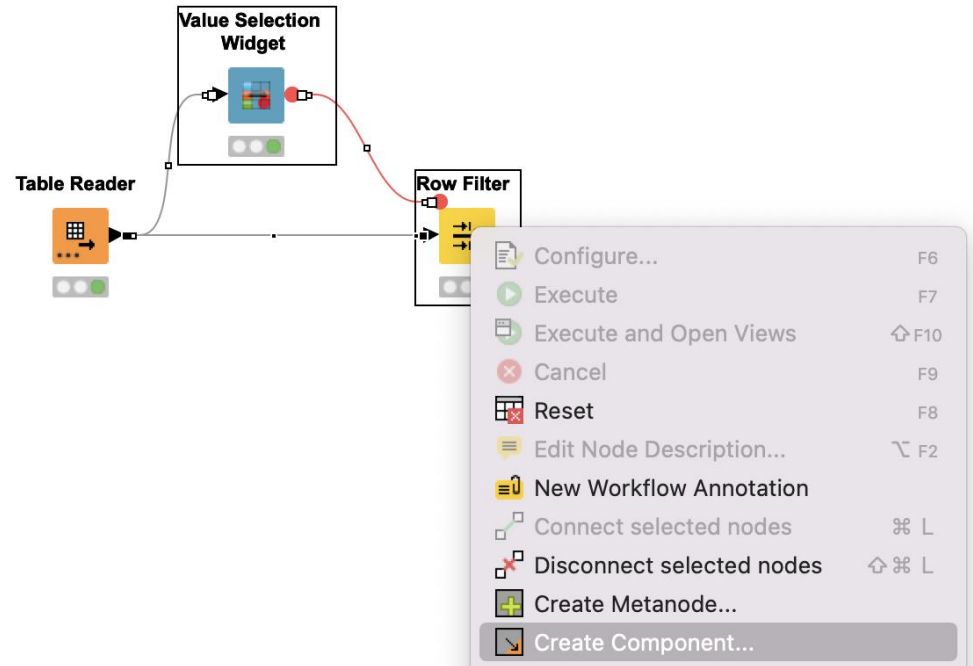 Value Selection
Widget
Table Reader
Row Filter
Configure... F6
Execute F7
Execute and Open Views ⇧ F10
Cancel F9
Reset F8
Edit Node Description... ⌥ F2
New Workflow Annotation
Connect selected nodes ⌘ L
Disconnect selected nodes ⇧ ⌘ L
Create Metanode...
Create Component...